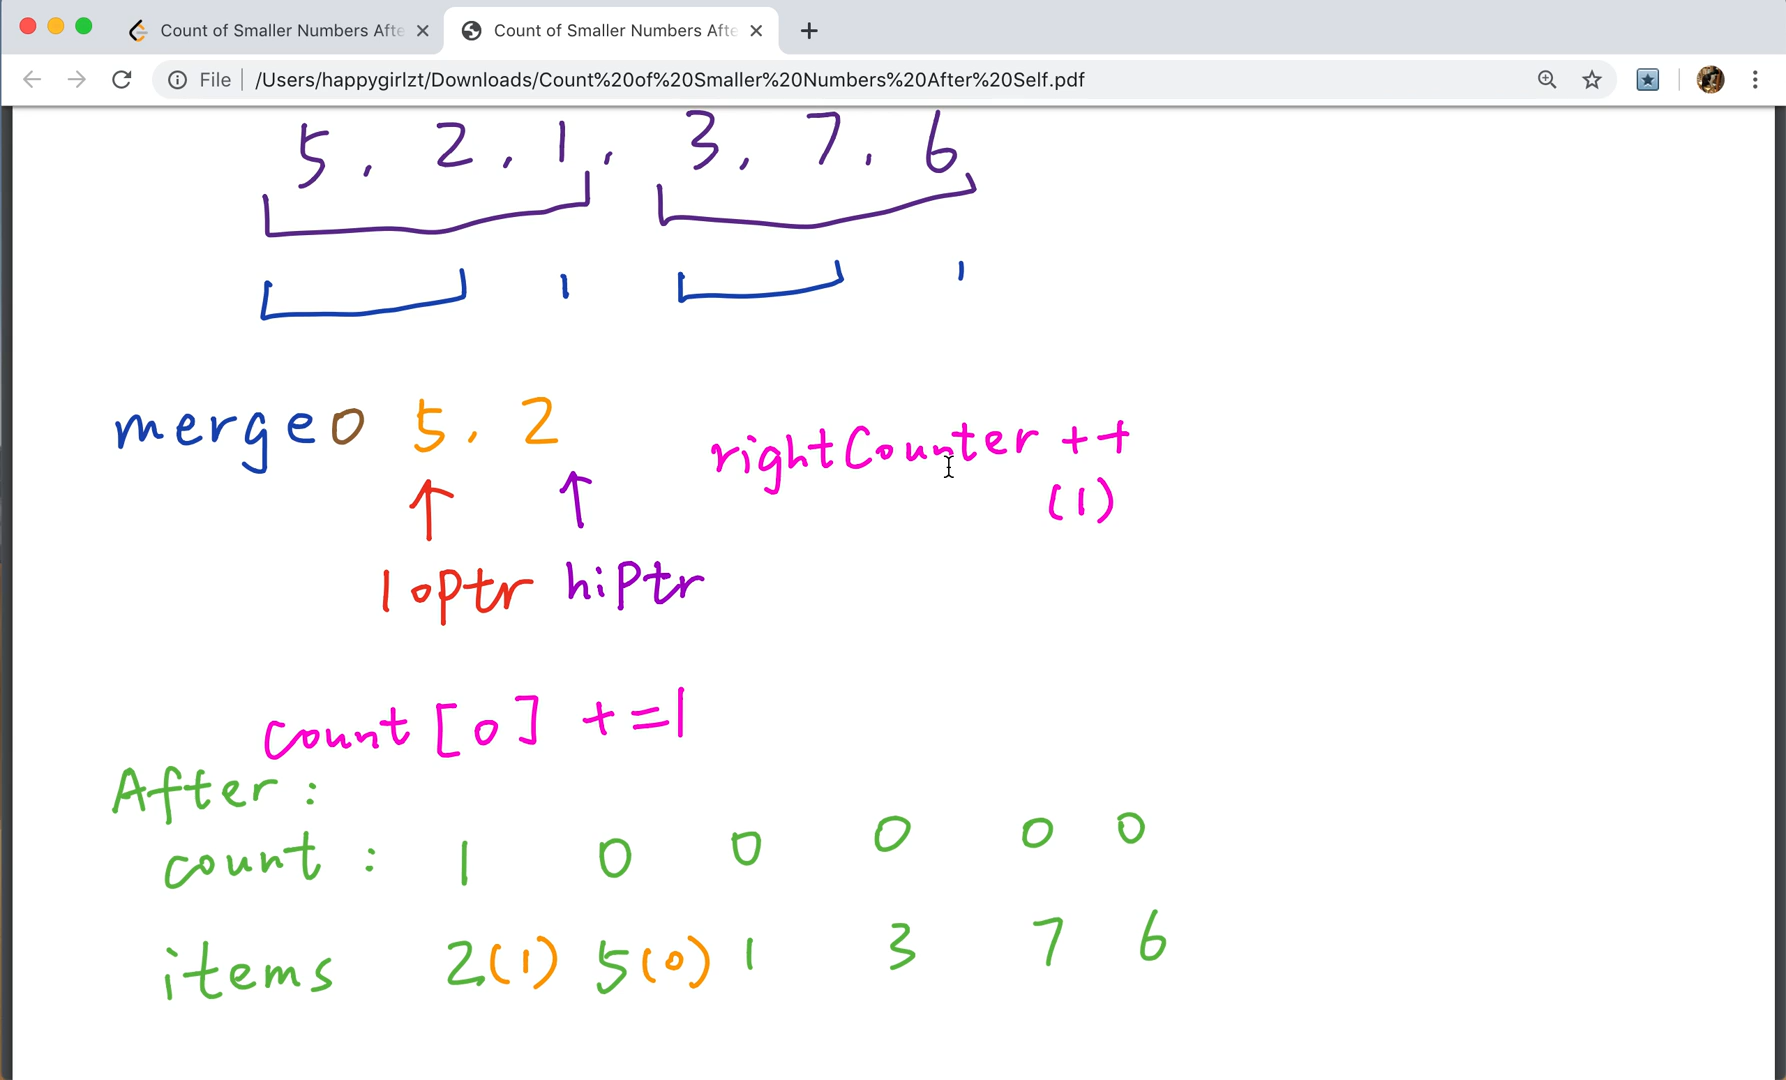 Count of Smaller Numbers Afte
Count of Smaller Numbers Afte
File
/Users/happygirlzt/Downloads/Count%20of%20Smaller%20Numbers%20After%20Self.pdf
5, 2, 1, 3, 7, 6
merge0 5, 2
rightCounter ++
(1)
loPtr hiPtr
count [0] +=1
After:
count: 1 0 0 0 0 0
items 2(1) 5(0) 1 3 7 6